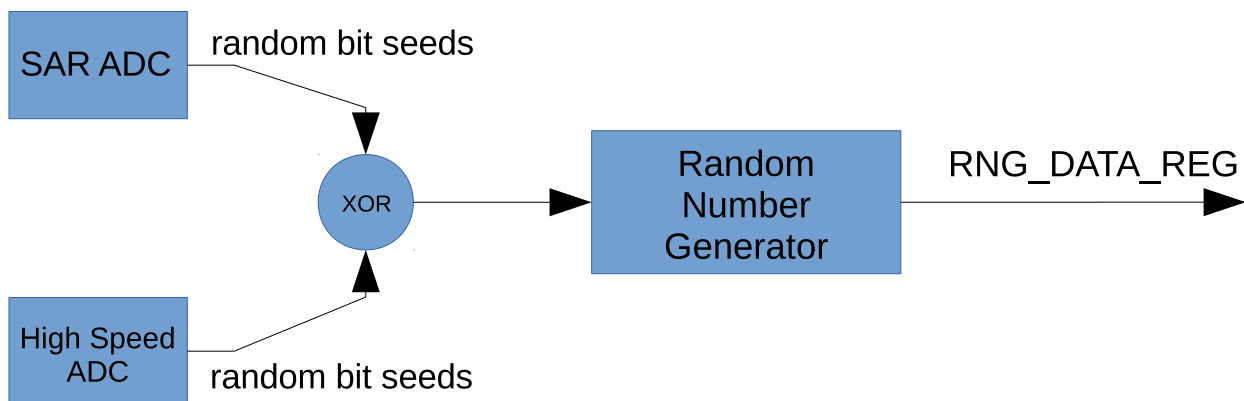 SAR ADC
random bit seeds
XOR
Random
Number
Generator
RNG_DATA_REG
High Speed
ADC
random bit seeds